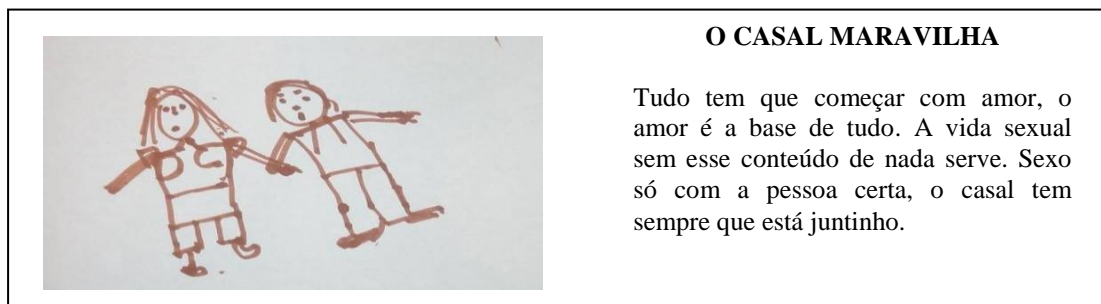 O CASAL MARAVILHA
Tudo tem que começar com amor, o
amor é a base de tudo. A vida sexual
sem esse conteúdo de nada serve. Sexo
só com a pessoa certa, o casal tem
sempre que está juntinho.